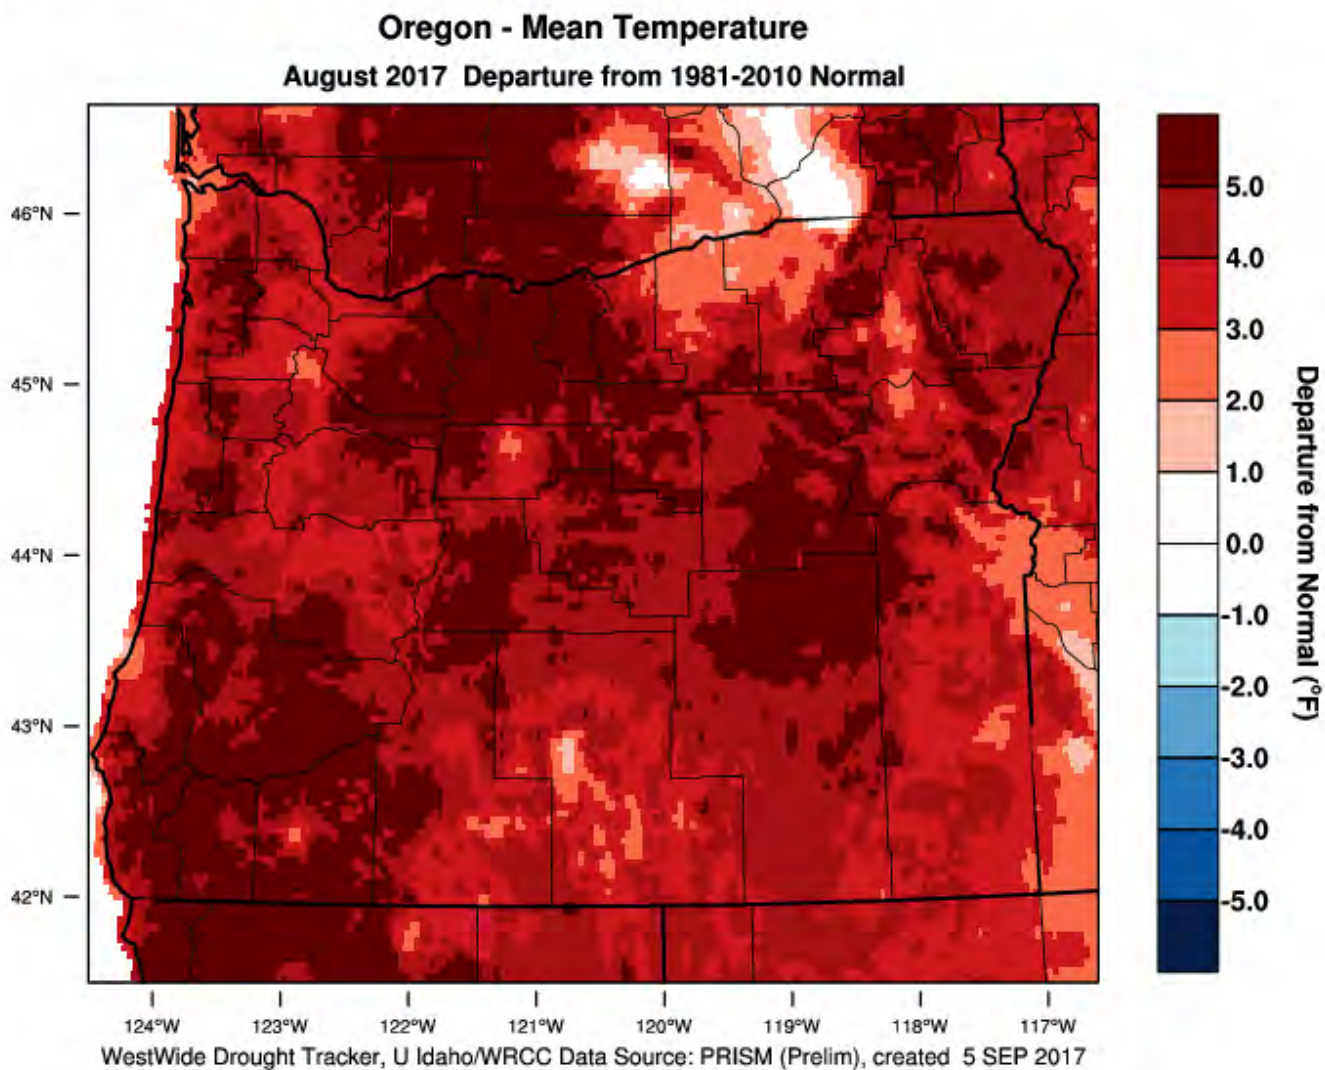 Oregon - Mean Temperature
August 2017 Departure from 1981-2010 Normal
46°N
45°N
44°N
43°N
42°N
124°W 123°W 122°W 121°W 120°W 119°W 118°W 117°W
5.0
4.0
3.0
2.0
1.0
0.0
-1.0
-2.0
-3.0
-4.0
-5.0
Departure from Normal (°F)
WestWide Drought Tracker, U Idaho/WRCC Data Source: PRISM (Prelim), created 5 SEP 2017